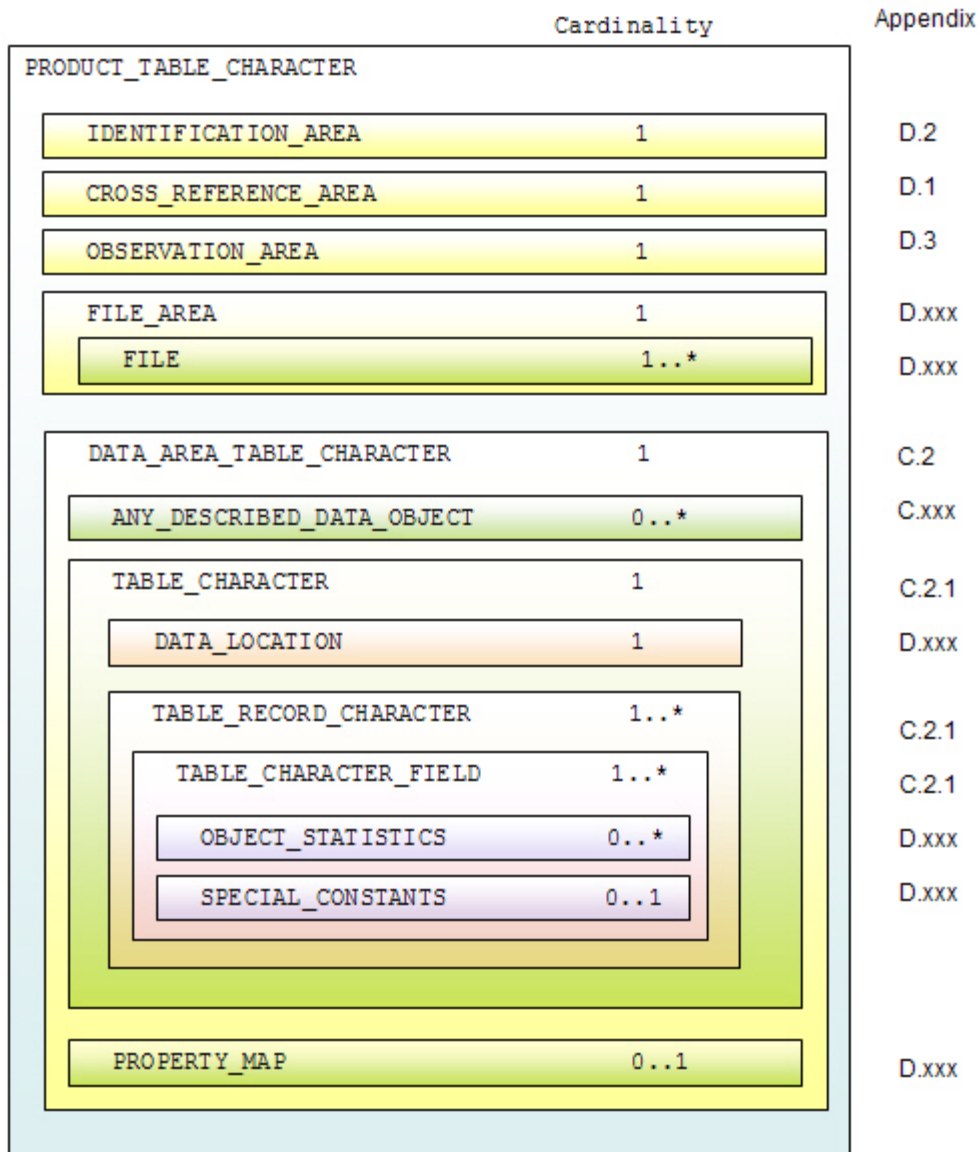 Cardinality Appendix
PRODUCT_TABLE_CHARACTER
IDENTIFICATION_AREA 1 D.2
CROSS_REFERENCE_AREA 1 D.1
OBSERVATION_AREA 1 D.3
FILE_AREA 1 D.xxx
FILE 1..* D.xxx
DATA_AREA_TABLE_CHARACTER 1 C.2
ANY_DESCRIBED_DATA_OBJECT 0..* C.xxx
TABLE_CHARACTER 1 C.2.1
DATA_LOCATION 1 D.xxx
TABLE_RECORD_CHARACTER 1..* C.2.1
TABLE_CHARACTER_FIELD 1..* C.2.1
OBJECT_STATISTICS 0..* D.xxx
SPECIAL_CONSTANTS 0..1 D.xxx
PROPERTY_MAP 0..1 D.xxx